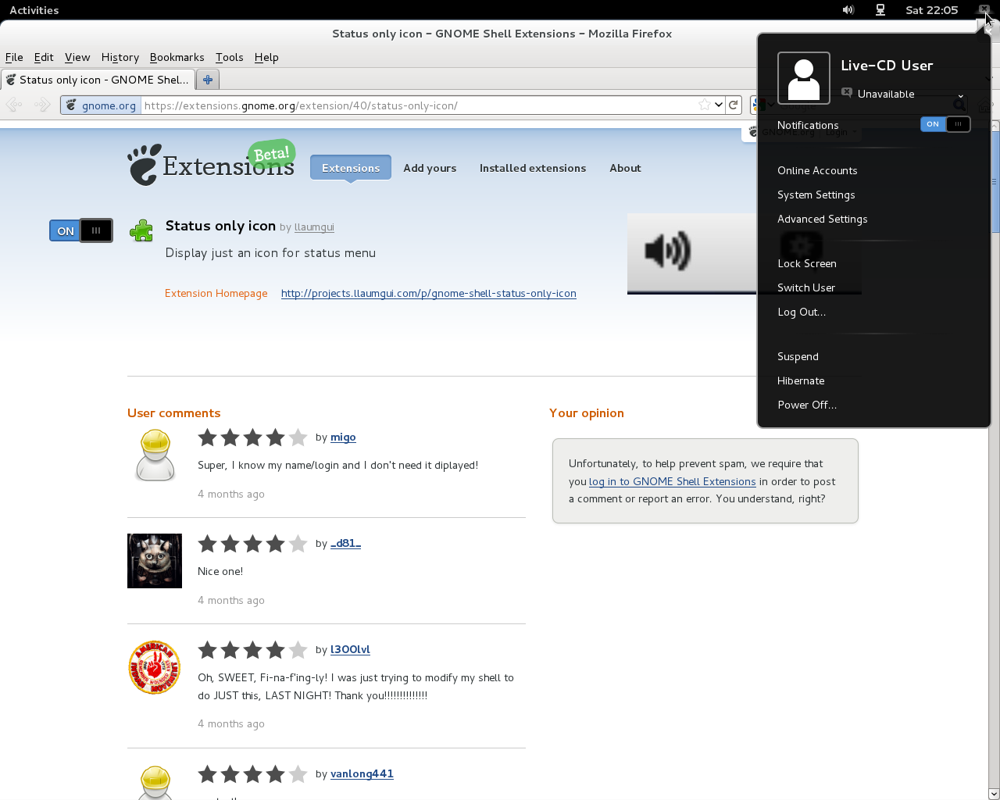 Activities
Sat 22:05
Status only icon - GNOME Shell Extensions - Mozilla Firefox
File Edit View History Bookmarks Tools Help
Status only icon - GNOME Shel...
gnome.org https://extensions.gnome.org/extension/40/status-only-icon/
Live-CD User
Unavailable
Notifications ON
GNOME.org Login
Online Accounts
System Settings
Advanced Settings
Lock Screen
Switch User
Log Out...
Suspend
Hibernate
Power Off...
Extensions Beta!
Extensions Add yours Installed extensions About
ON
Status only icon by llaumgui
Display just an icon for status menu
Extension Homepage http://projects.llaumgui.com/p/gnome-shell-status-only-icon
User comments
by migo
Super, I know my name/login and I don't need it diplayed!
4 months ago
by _d81_
Nice one!
4 months ago
by l300lvl
Oh, SWEET, Fi-na-f'ing-ly! I was just trying to modify my shell to
do JUST this, LAST NIGHT! Thank you!!!!!!!!!!!!!!
4 months ago
by vanlong441
Your opinion
Unfortunately, to help prevent spam, we require that
you log in to GNOME Shell Extensions in order to post
a comment or report an error. You understand, right?